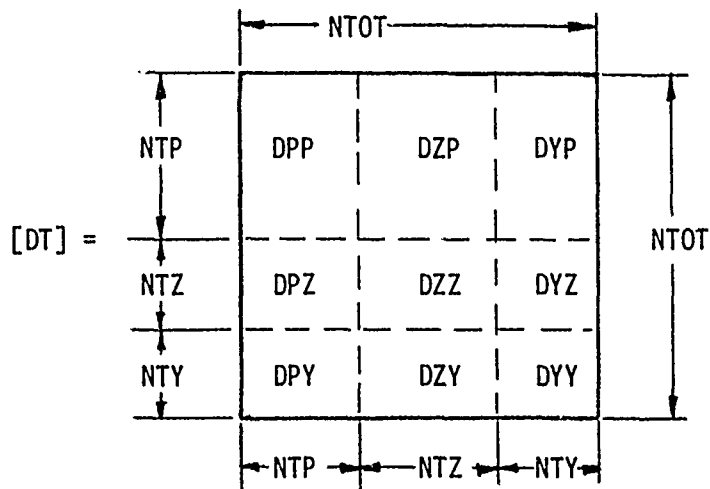 NTOT
NTP DPP DZP DYP
[DT] = NTOT
NTZ DPZ DZZ DYZ
NTY DPY DZY DYY
NTP NTZ NTY